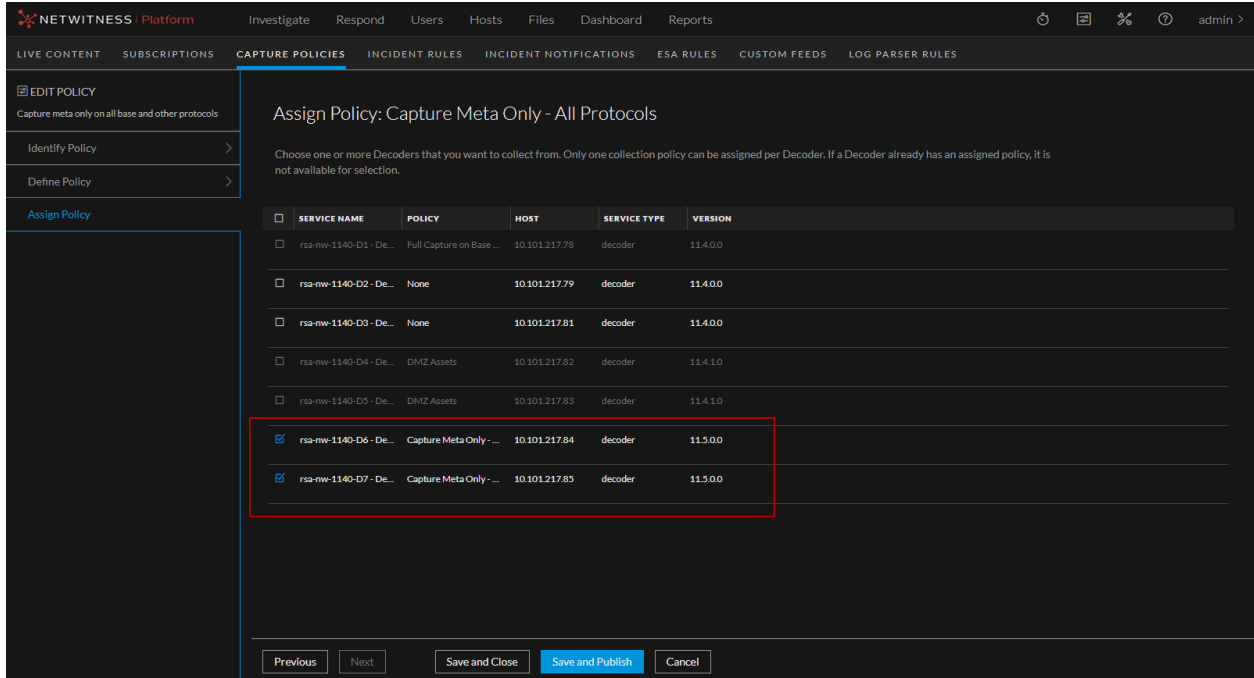 NETWITNESS Platform Investigate Respond Users Hosts Files Dashboard Reports admin >
LIVE CONTENT SUBSCRIPTIONS CAPTURE POLICIES INCIDENT RULES INCIDENT NOTIFICATIONS ESA RULES CUSTOM FEEDS LOG PARSER RULES
EDIT POLICY
Capture meta only on all base and other protocols
Identify Policy
Define Policy
Assign Policy
Assign Policy: Capture Meta Only - All Protocols
Choose one or more Decoders that you want to collect from. Only one collection policy can be assigned per Decoder. If a Decoder already has an assigned policy, it is
not available for selection.
SERVICE NAME POLICY HOST SERVICE TYPE VERSION
rsa-nw-1140-D1 - De... Full Capture on Base ... 10.101.217.78 decoder 11.4.0.0
rsa-nw-1140-D2 - De... None 10.101.217.79 decoder 11.4.0.0
rsa-nw-1140-D3 - De... None 10.101.217.81 decoder 11.4.0.0
rsa-nw-1140-D4 - De... DMZ Assets 10.101.217.82 decoder 11.4.1.0
rsa-nw-1140-D5 - De... DMZ Assets 10.101.217.83 decoder 11.4.1.0
rsa-nw-1140-D6 - De... Capture Meta Only - ... 10.101.217.84 decoder 11.5.0.0
rsa-nw-1140-D7 - De... Capture Meta Only - ... 10.101.217.85 decoder 11.5.0.0
Previous Next Save and Close Save and Publish Cancel